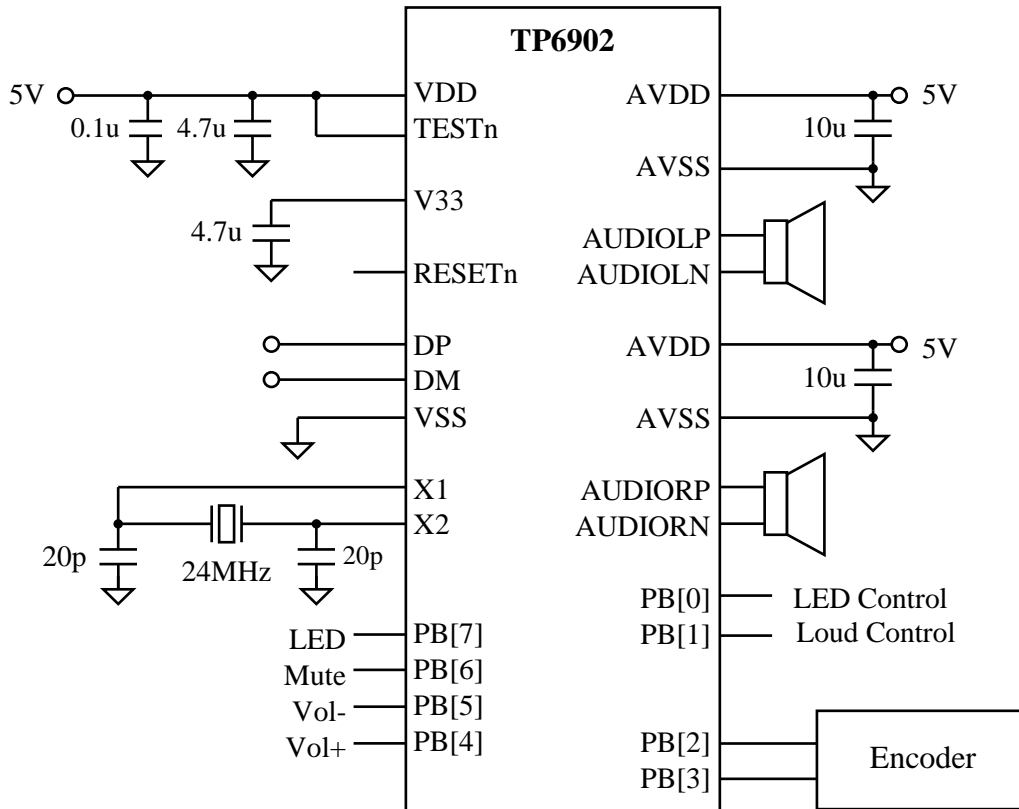 TP6902
5V
VDD
AVDD
5V
0.1u
4.7u
TESTn
10u
AVSS
V33
4.7u
AUDIOLP
RESETn
AUDIOLN
DP
AVDD
5V
DM
10u
VSS
AVSS
X1
AUDIORP
X2
AUDIORN
20p
24MHz
20p
PB[0]
LED Control
LED
PB[7]
PB[1]
Loud Control
Mute
PB[6]
Vol-
PB[5]
Vol+
PB[4]
PB[2]
Encoder
PB[3]